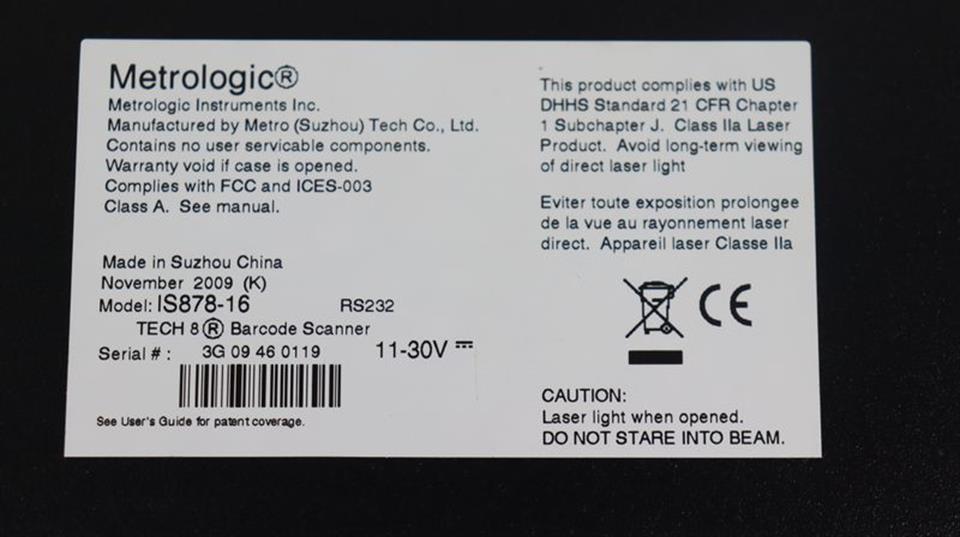 Metrologic®
Metrologic Instruments Inc.
Manufactured by Metro (Suzhou) Tech Co., Ltd.
Contains no user servicable components.
Warranty void if case is opened.
Complies with FCC and ICES-003
Class A. See manual.
Made in Suzhou China
November 2009 (K)
Model: IS878-16 RS232
TECH 8® Barcode Scanner
Serial # : 3G 09 46 0119 11-30V
See User's Guide for patent coverage.
This product complies with US
DHHS Standard 21 CFR Chapter
1 Subchapter J. Class IIa Laser
Product. Avoid long-term viewing
of direct laser light
Eviter toute exposition prolongee
de la vue au rayonnement laser
direct. Appareil laser Classe IIa
CE
CAUTION:
Laser light when opened.
DO NOT STARE INTO BEAM.